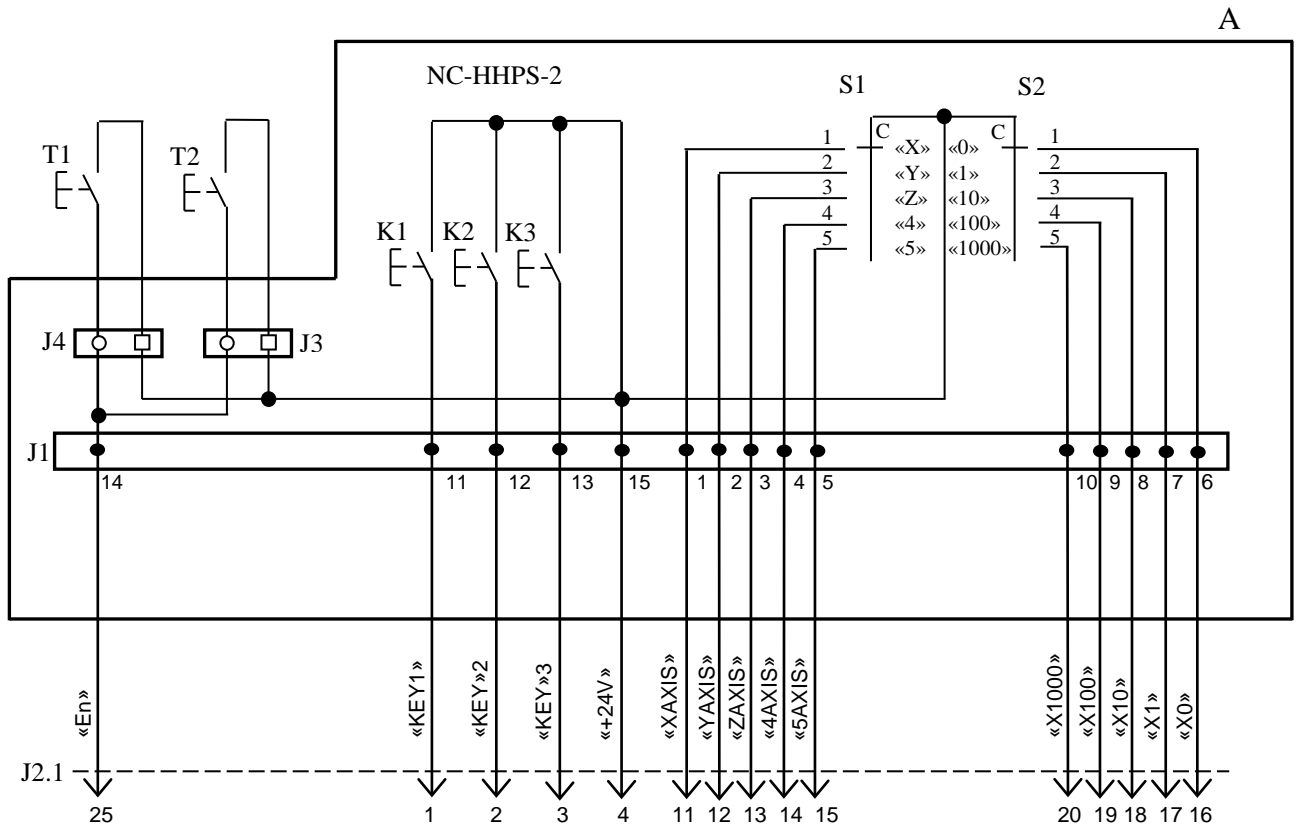 A
NC-HHPS-2
S1 S2
C C
1 «X» «0» 1
2 «Y» «1» 2
3 «Z» «10» 3
4 «4» «100» 4
5 «5» «1000» 5
T1 T2
K1 K2 K3
J4 J3
J1
14 11 12 13 15 1 2 3 4 5 10 9 8 7 6
«En» «KEY1» «KEY»2 «KEY»3 «+24V» «XAXIS» «YAXIS» «ZAXIS» «4AXIS» «5AXIS» «X1000» «X100» «X10» «X1» «X0»
J2.1
25 1 2 3 4 11 12 13 14 15 20 19 18 17 16